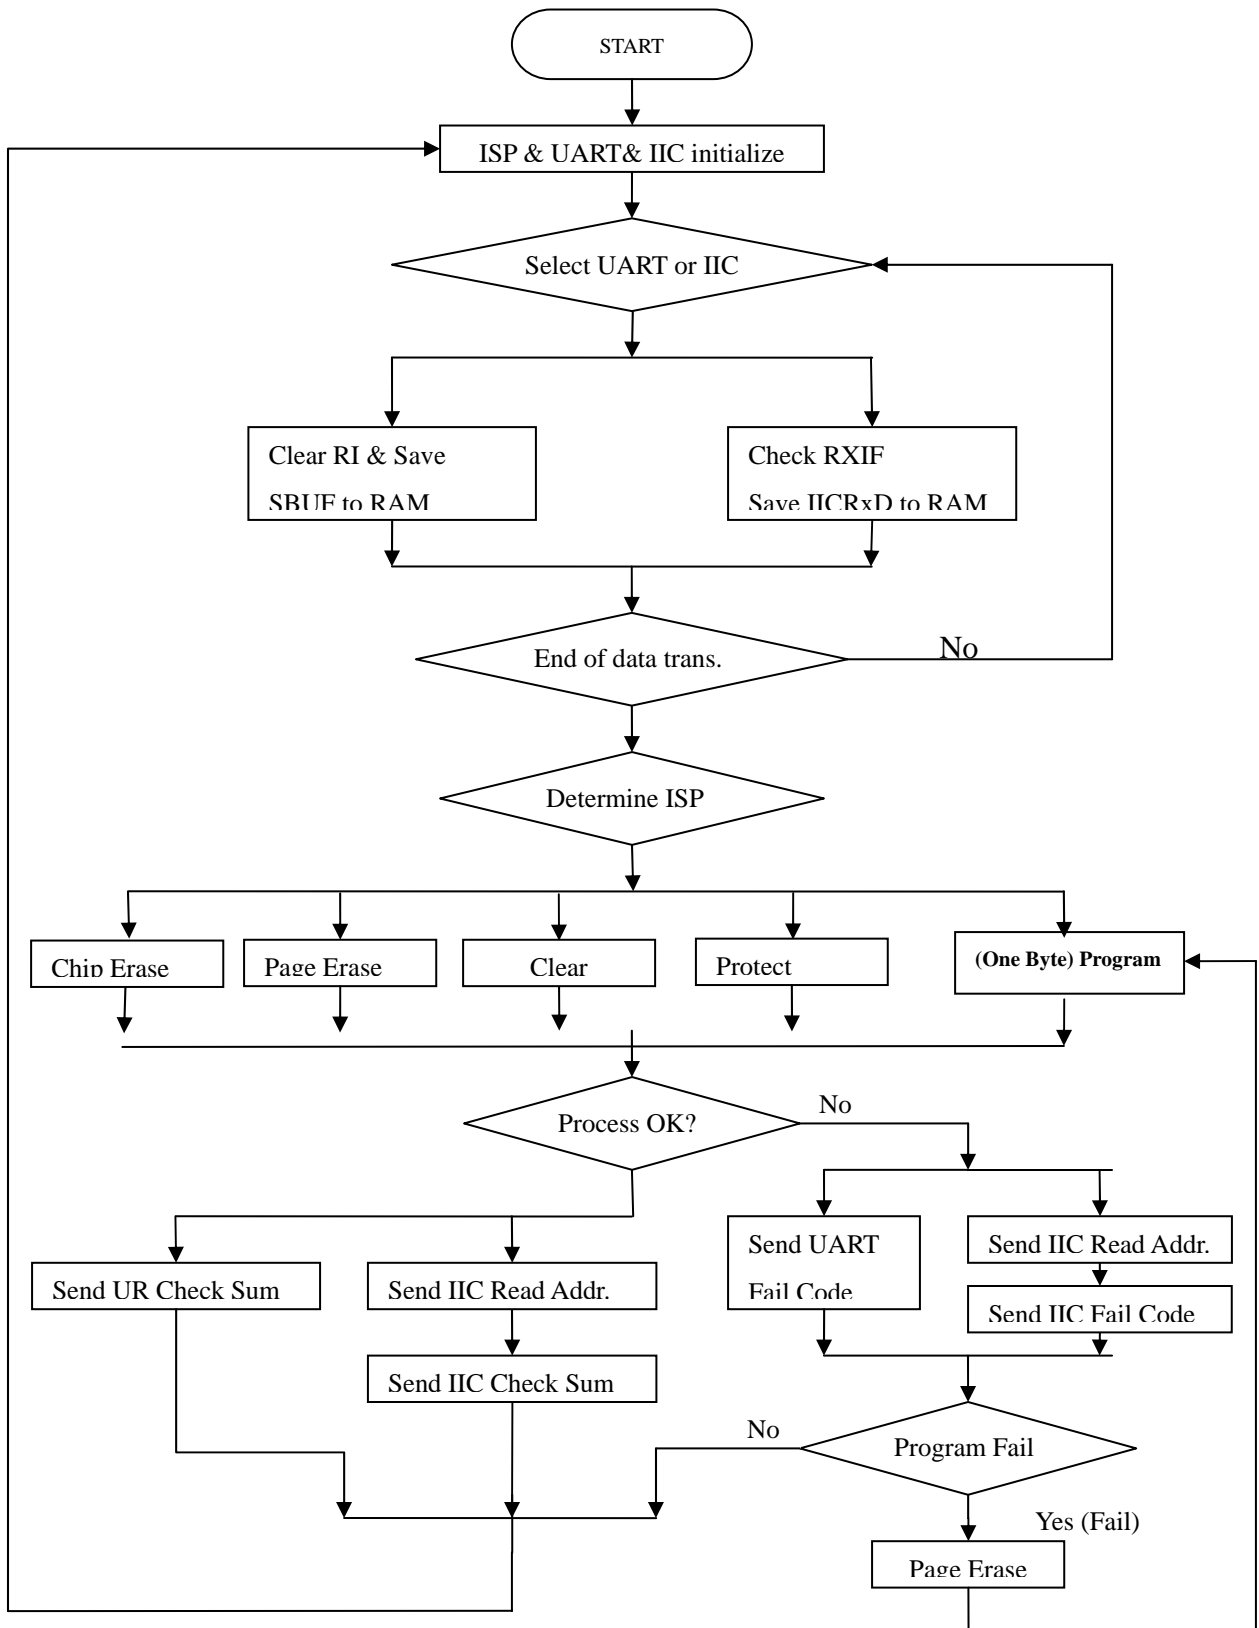 START
ISP & UART& IIC initialize
Select UART or IIC
Clear RI & Save
SBUF to RAM
Check RXIF
Save IICRxD to RAM
End of data trans.
No
Determine ISP
Chip Erase
Page Erase
Clear
Protect
(One Byte) Program
Process OK?
No
Send UR Check Sum
Send IIC Read Addr.
Send IIC Check Sum
Send UART
Fail Code
Send IIC Read Addr.
Send IIC Fail Code
No
Program Fail
Yes (Fail)
Page Erase